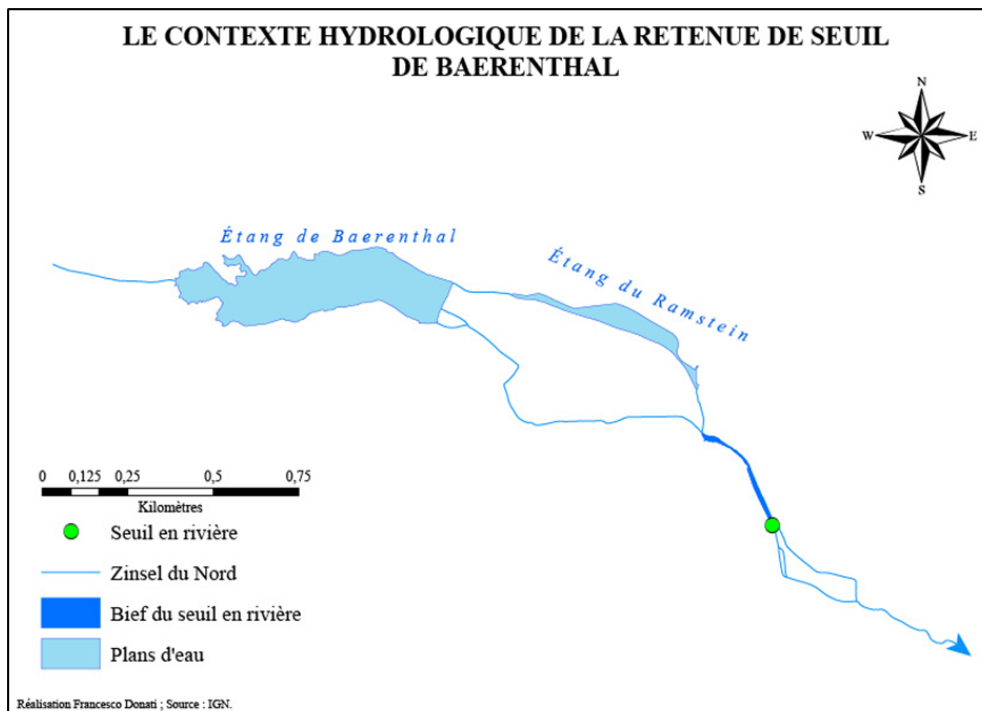 LE CONTEXTE HYDROLOGIQUE DE LA RETENUE DE SEUIL
DE BAERENTHAL
N
W E
S
Étang de Baerenthal
Étang du Ramstein
0 0,125 0,25 0,5 0,75
Kilomètres
Seuil en rivière
Zinsel du Nord
Bief du seuil en rivière
Plans d'eau
Réalisation Francesco Donati ; Source : IGN.